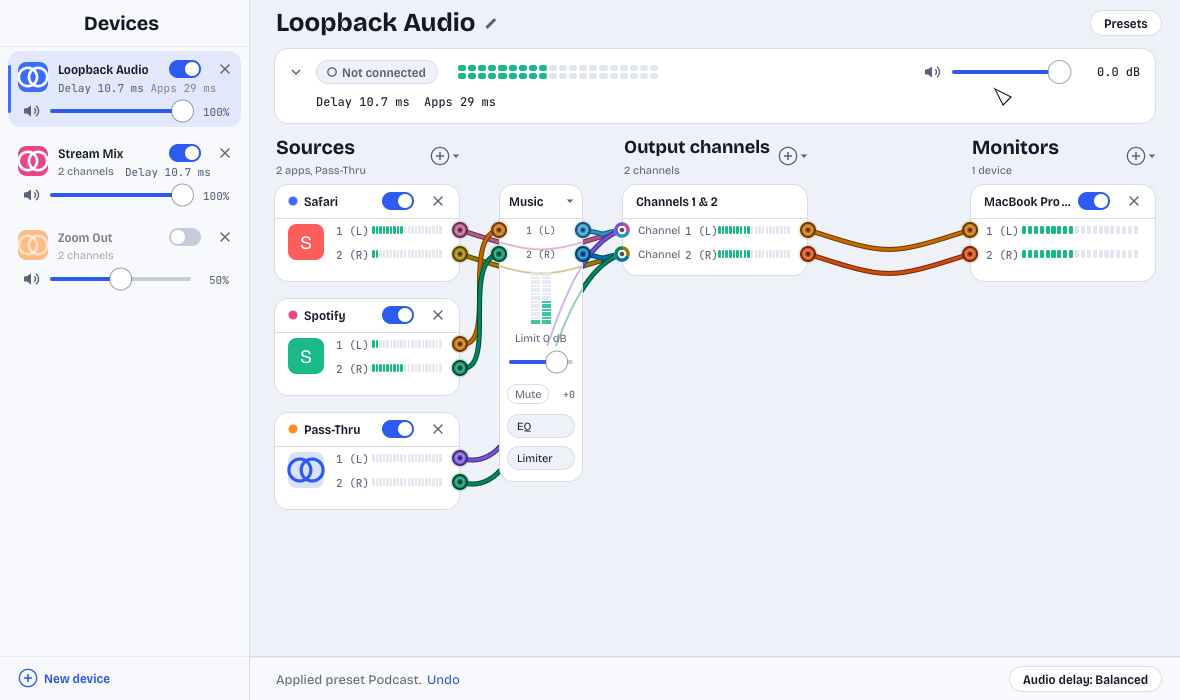 Devices
Loopback Audio
Delay 10.7 ms Apps 29 ms
100%
Stream Mix
2 channels Delay 10.7 ms
100%
Zoom Out
2 channels
50%
New device
Loopback Audio
Presets
Not connected
0.0 dB
Delay 10.7 ms Apps 29 ms
Sources
2 apps, Pass-Thru
Output channels
2 channels
Monitors
1 device
Safari
S
1 (L)
2 (R)
Spotify
S
1 (L)
2 (R)
Pass-Thru
1 (L)
2 (R)
Music
1 (L)
2 (R)
Limit 0 dB
Mute +0
EQ
Limiter
Channels 1 & 2
Channel 1 (L)
Channel 2 (R)
MacBook Pro...
1 (L)
2 (R)
Applied preset Podcast. Undo
Audio delay: Balanced